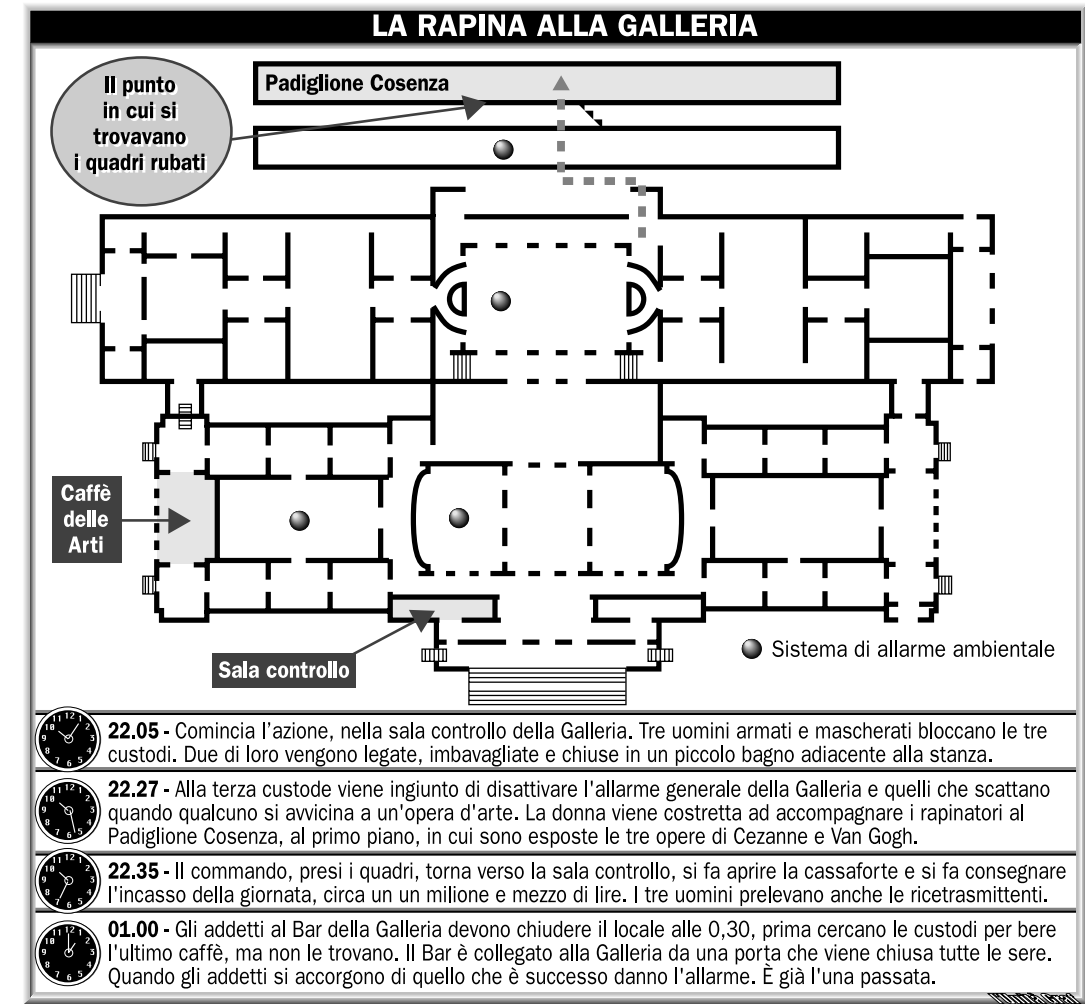 LA RAPINA ALLA GALLERIA
Il punto
in cui si
trovavano
i quadri rubati
Padiglione Cosenza
Caffè
delle
Arti
Sala controllo
Sistema di allarme ambientale
22.05 - Comincia l'azione, nella sala controllo della Galleria. Tre uomini armati e mascherati bloccano le tre
custodi. Due di loro vengono legate, imbavagliate e chiuse in un piccolo bagno adiacente alla stanza.
22.27 - Alla terza custode viene ingiunto di disattivare l'allarme generale della Galleria e quelli che scattano
quando qualcuno si avvicina a un'opera d'arte. La donna viene costretta ad accompagnare i rapinatori al
Padiglione Cosenza, al primo piano, in cui sono esposte le tre opere di Cezanne e Van Gogh.
22.35 - Il commando, presi i quadri, torna verso la sala controllo, si fa aprire la cassaforte e si fa consegnare
l'incasso della giornata, circa un un milione e mezzo di lire. I tre uomini prelevano anche le ricetrasmittenti.
01.00 - Gli addetti al Bar della Galleria devono chiudere il locale alle 0,30, prima cercano le custodi per bere
l'ultimo caffè, ma non le trovano. Il Bar è collegato alla Galleria da una porta che viene chiusa tutte le sere.
Quando gli addetti si accorgono di quello che è successo danno l'allarme. È già l'una passata.